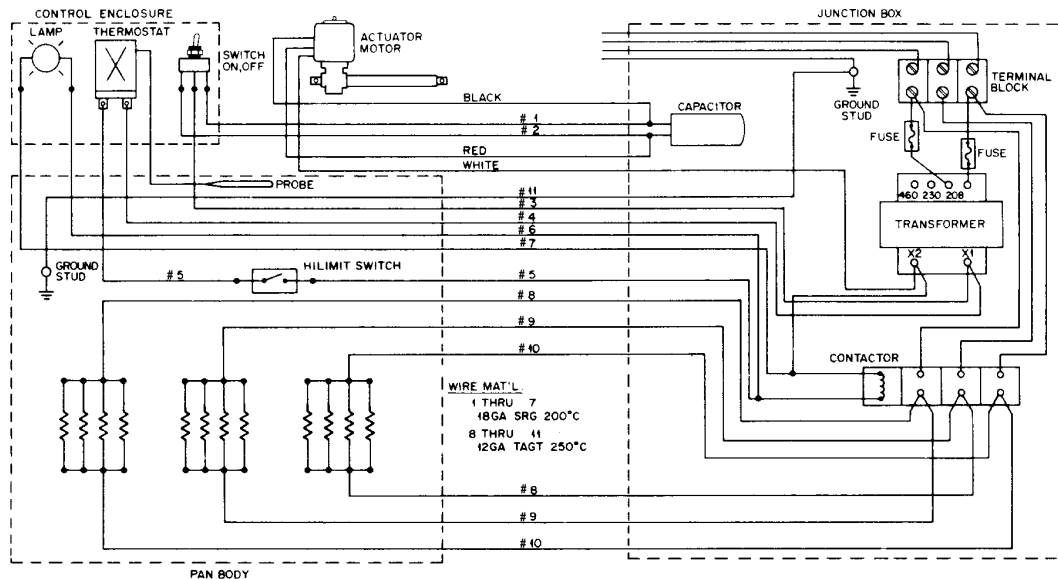 CONTROL ENCLOSURE
LAMP
THERMOSTAT
SWITCH
ON,OFF
ACTUATOR
MOTOR
JUNCTION BOX
TERMINAL
BLOCK
GROUND
STUD
BLACK
CAPACITOR
# 1
# 2
FUSE
FUSE
RED
WHITE
PROBE
#11
#3
#4
#6
#7
460 230 208
TRANSFORMER
X2 X1
GROUND
STUD
#5
HILIMIT SWITCH
#5
#8
#9
#10
CONTACTOR
WIRE MAT'L.
1 THRU 7
18GA SRG 200°C
8 THRU 11
12GA TAGT 250°C
#8
#9
#10
PAN BODY